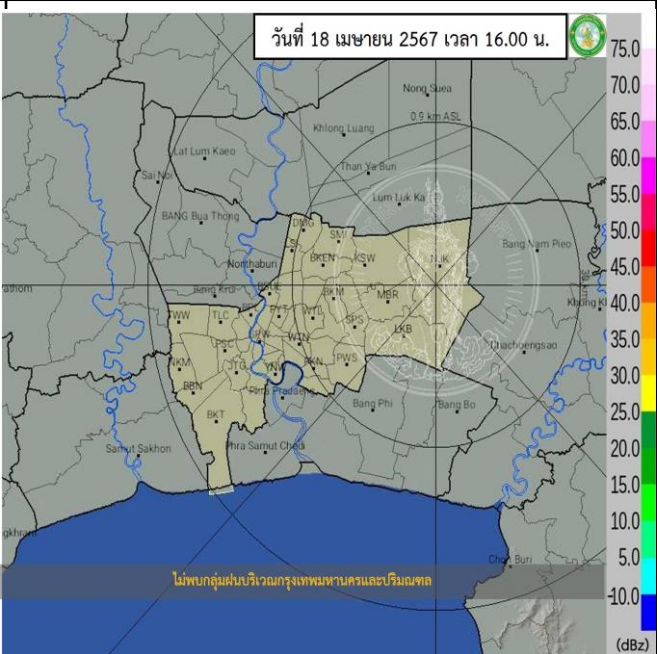 วันที่ 18 เมษายน 2567 เวลา 16.00 น.
75.0
70.0
65.0
60.0
55.0
50.0
45.0
40.0
35.0
30.0
25.0
20.0
15.0
10.0
5.0
-10.0
(dBz)
Nong Suea
0.9 km ASL
Khlong Luang
Lat Lum Kaeo
Than Ya Buri
Sai Noi
Lum Luk Ka
BANG Bua Thong
DMG
SMI
Bang Nam Pieo
Nonthaburi
BKEN
KSW
NJK
BKM
MBR
TWW
TLC
PYT
WTL
SPS
LKB
PSC
WTN
Chachoengsao
NKM
JTG
PKN
PWS
BBN
Phra Pradaeng
BKT
Bang Phi
Bang Bo
Samut Sakhon
Phra Samut Chedi
Chon Buri
ไม่พบกลุ่มฝนบริเวณกรุงเทพมหานครและปริมณฑล